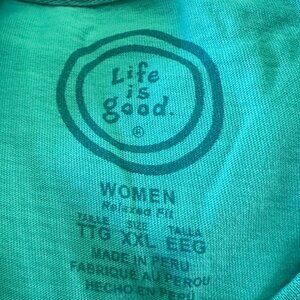 Life
is
good.
®
WOMEN
Relaxed Fit
TAILLE SIZE TALLA
TTG XXL EEG
MADE IN PERU
FABRIQUÉ AU PÉROU
HECHO EN PERÚ